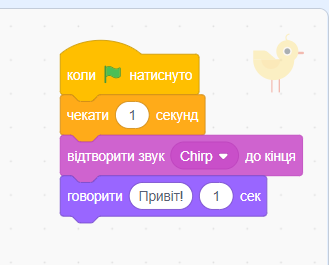 коли натиснуто
чекати 1 секунд
відтворити звук Chirp до кінця
говорити Привіт! 1 сек